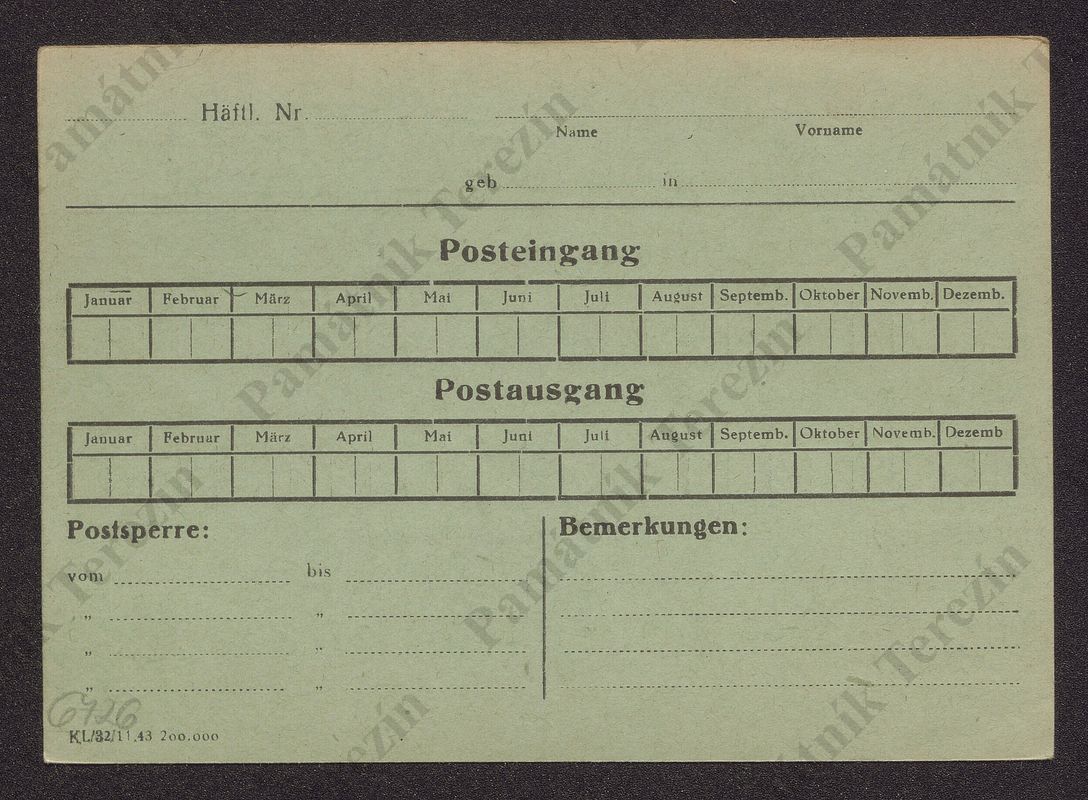 Häftl. Nr.
Name Vorname
geb. in
Posteingang
Januar Februar März April Mai Juni Juli August Septemb. Oktober Novemb. Dezemb.
Postausgang
Januar Februar März April Mai Juni Juli August Septemb. Oktober Novemb. Dezemb
Postsperre: Bemerkungen:
vom bis
„ „
„ „
„ „
6926
KL/32/11.43 200.000
Památník Terezín